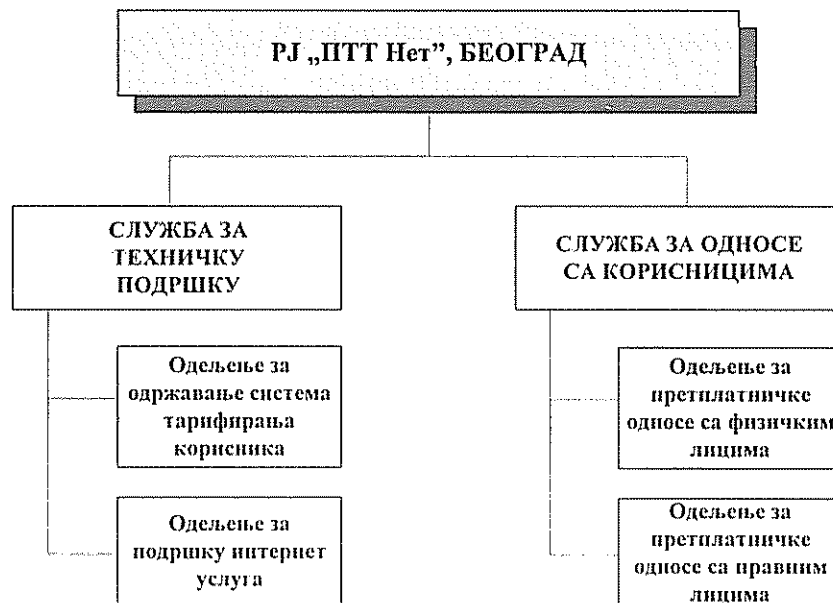 РЈ „ПТТ Нет”, БЕОГРАД
СЛУЖБА ЗА
ТЕХНИЧКУ
ПОДРШКУ
СЛУЖБА ЗА ОДНОСЕ
СА КОРИСНИЦИМА
Одељење за
одржавање система
тарифирања
корисника
Одељење за
претплатничке
односе са физичким
лицима
Одељење за
подршку интернет
услуга
Одељење за
претплатничке
односе са правним
лицима